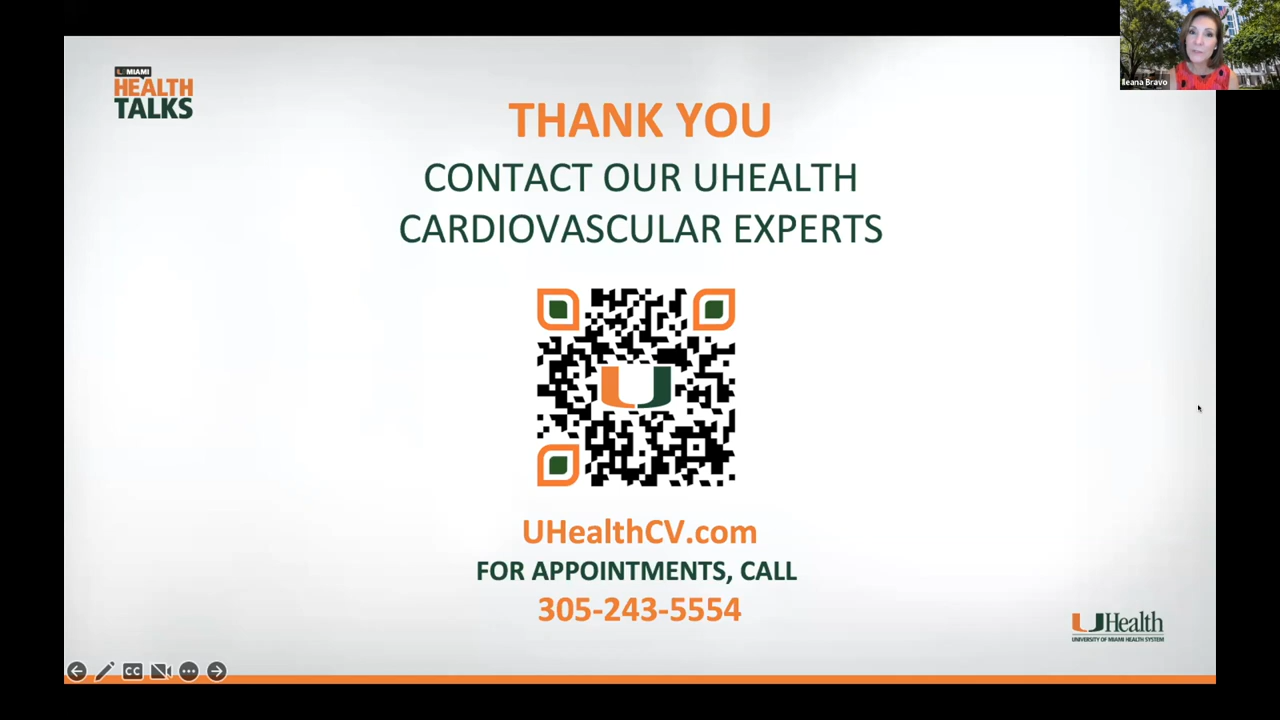 U MIAMI
HEALTH
TALKS
Ileana Bravo
THANK YOU
CONTACT OUR UHEALTH
CARDIOVASCULAR EXPERTS
UHealthCV.com
FOR APPOINTMENTS, CALL
305-243-5554
UHealth
UNIVERSITY OF MIAMI HEALTH SYSTEM
CC